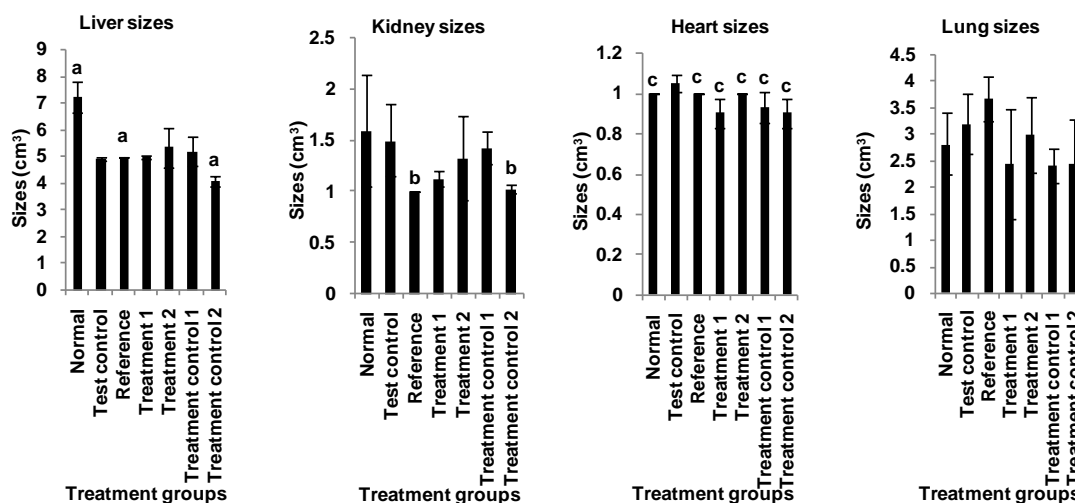 Liver sizes
9
8
7
6
5
4
3
2
1
0
Sizes (cm³)
a
a
a
Normal
Test control
Reference
Treatment 1
Treatment 2
Treatment control 1
Treatment control 2
Treatment groups
Kidney sizes
2.5
2
1.5
1
0.5
0
Sizes (cm³)
b
b
Normal
Test control
Reference
Treatment 1
Treatment 2
Treatment control 1
Treatment control 2
Treatment groups
Heart sizes
1.2
1
0.8
0.6
0.4
0.2
0
Sizes (cm³)
c
c
c
c
c
c
Normal
Test control
Reference
Treatment 1
Treatment 2
Treatment control 1
Treatment control 2
Treatment groups
Lung sizes
4.5
4
3.5
3
2.5
2
1.5
1
0.5
0
Sizes (cm³)
Normal
Test control
Reference
Treatment 1
Treatment 2
Treatment control 1
Treatment control 2
Treatment groups